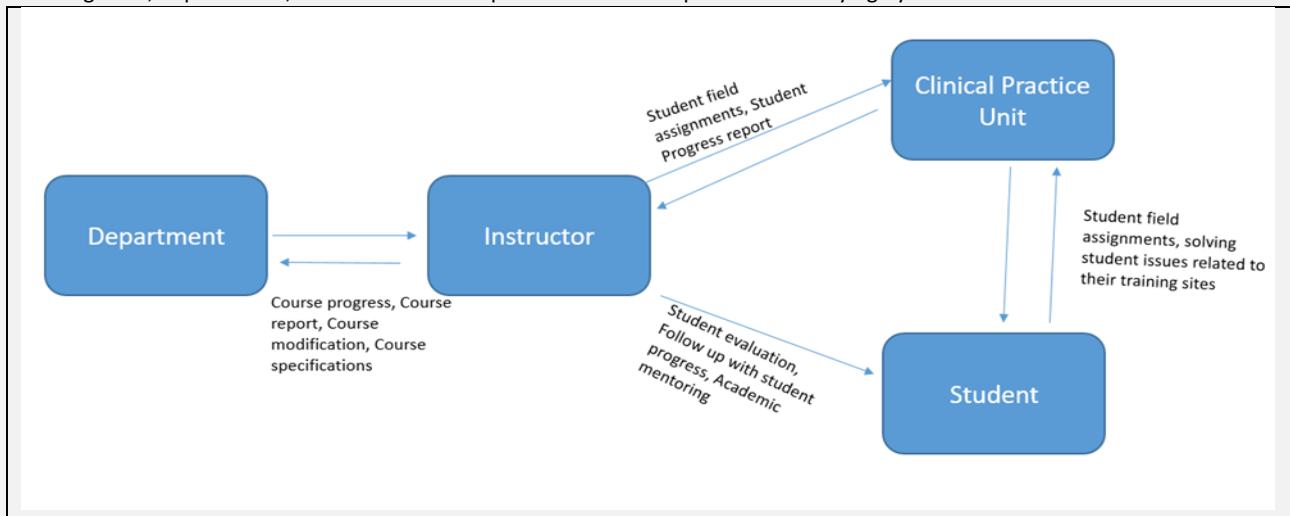 Student field
assignments, Student
Progress report
Clinical Practice
Unit
Department
Instructor
Student field
assignments, solving
student issues related to
their training sites
Course progress, Course
report, Course
modification, Course
specifications
Student evaluation,
Follow up with student
progress, Academic
mentoring
Student